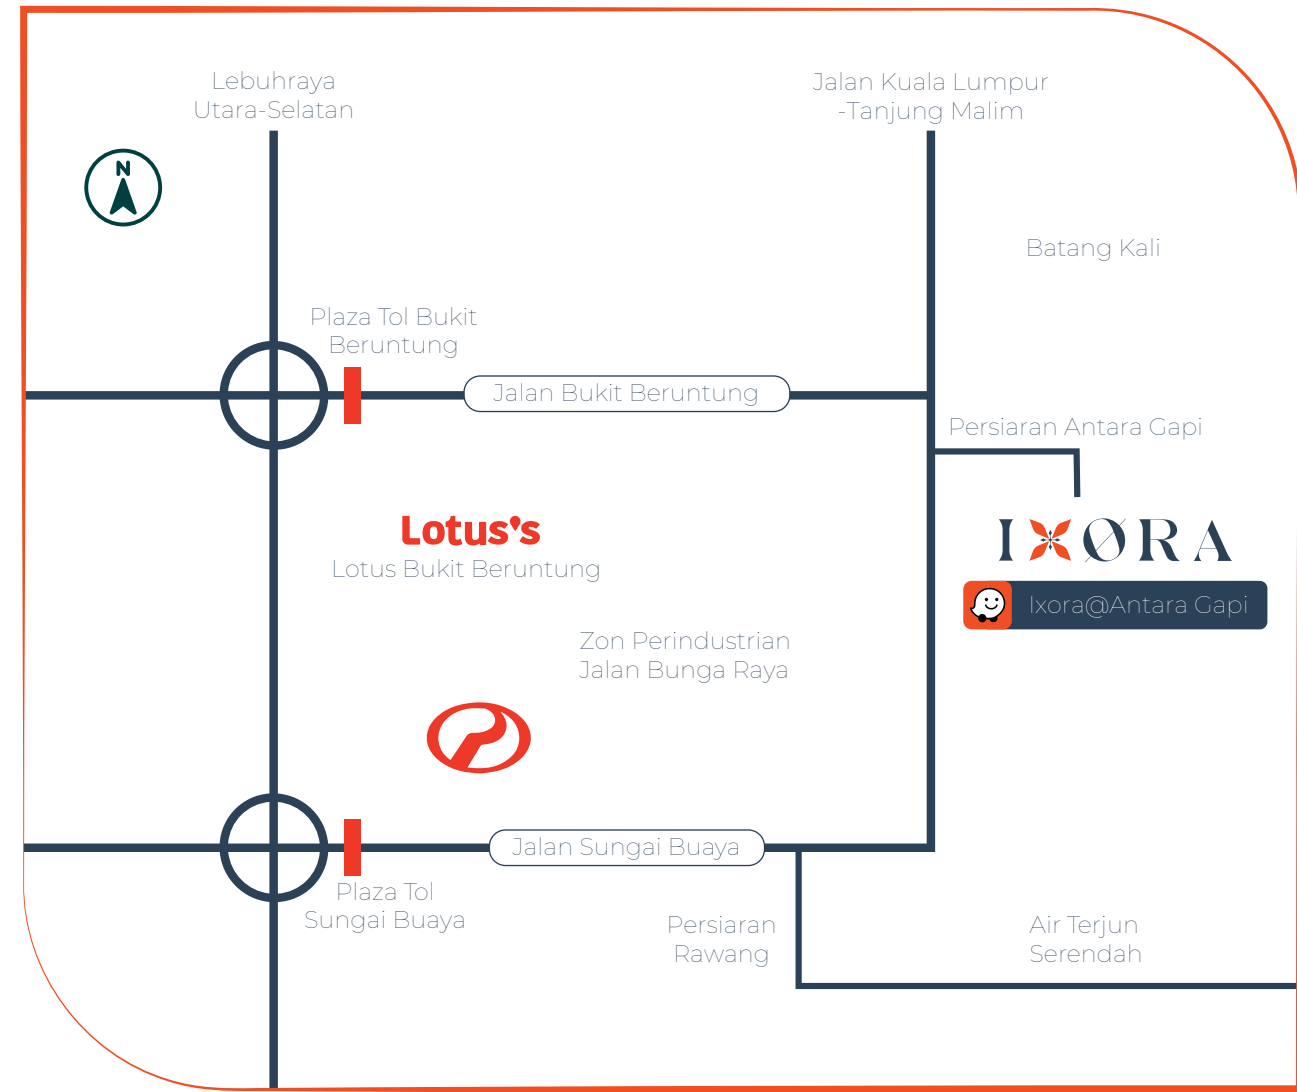 Lebuhraya
Utara-Selatan
Jalan Kuala Lumpur
-Tanjung Malim
N
Batang Kali
Plaza Tol Bukit
Beruntung
Jalan Bukit Beruntung
Persiaran Antara Gapi
Lotus's
Lotus Bukit Beruntung
IXØRA
Ixora@Antara Gapi
Zon Perindustrian
Jalan Bunga Raya
Jalan Sungai Buaya
Plaza Tol
Sungai Buaya
Persiaran
Rawang
Air Terjun
Serendah